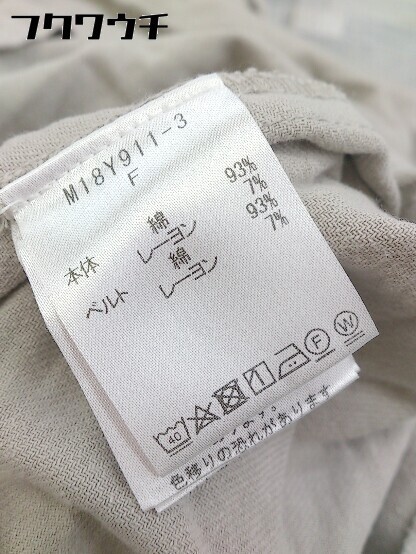 フクワウチ
M18Y911-3
F
本体 綿 93%
レーヨン 7%
ベルト 綿 93%
レーヨン 7%
40 F W
色移りの恐れがあります